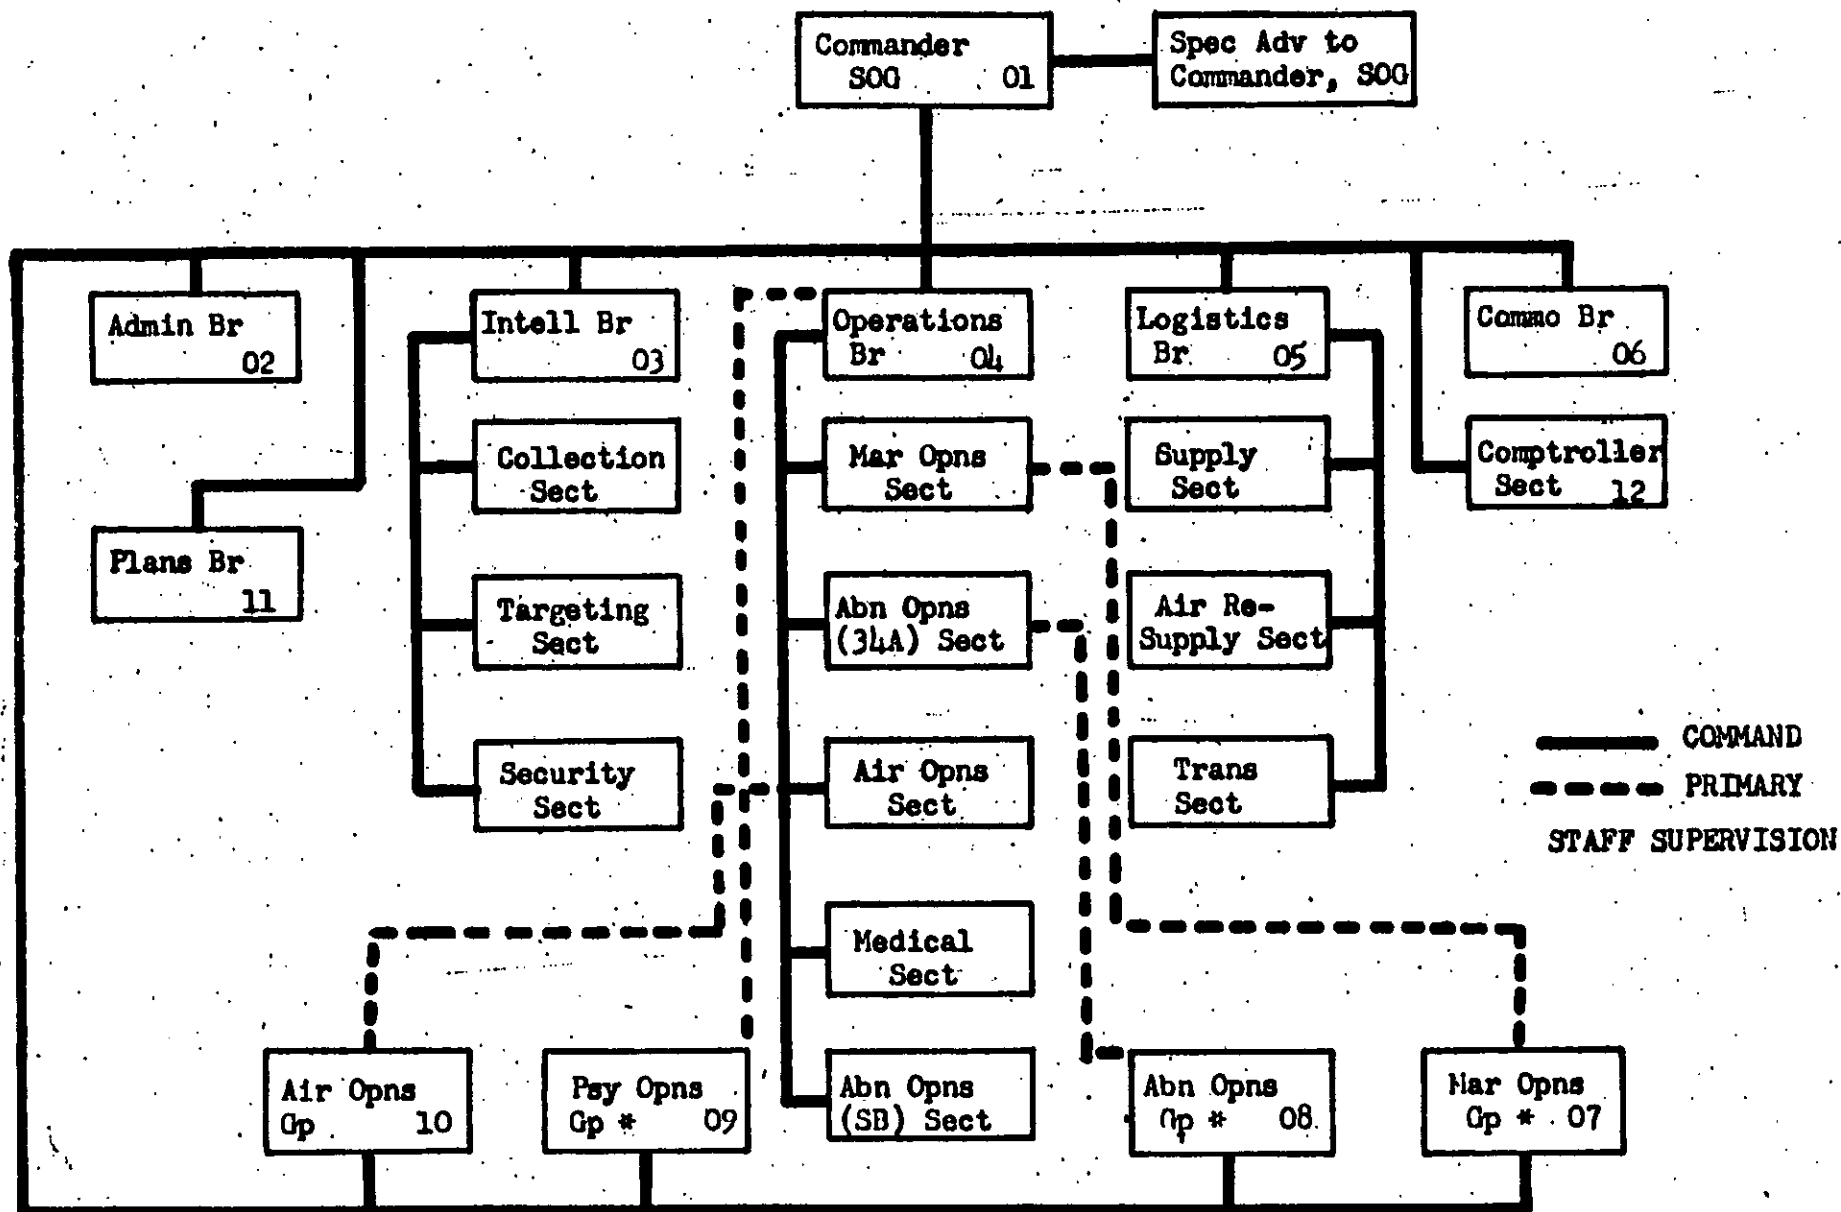 Commander
SOG 01
Spec Adv to
Commander, SOG
Admin Br
02
Intell Br
03
Operations
Br 04
Logistics
Br 05
Commo Br
06
Collection
Sect
Mar Opns
Sect
Supply
Sect
Comptroller
Sect 12
Plans Br
11
Targeting
Sect
Abn Opns
(34A) Sect
Air Re-
Supply Sect
Security
Sect
Air Opns
Sect
Trans
Sect
COMMAND
PRIMARY
STAFF SUPERVISION
Medical
Sect
Air Opns
Gp 10
Psy Opns
Gp * 09
Abn Opns
(SB) Sect
Abn Opns
Gp * 08
Mar Opns
Gp * 07